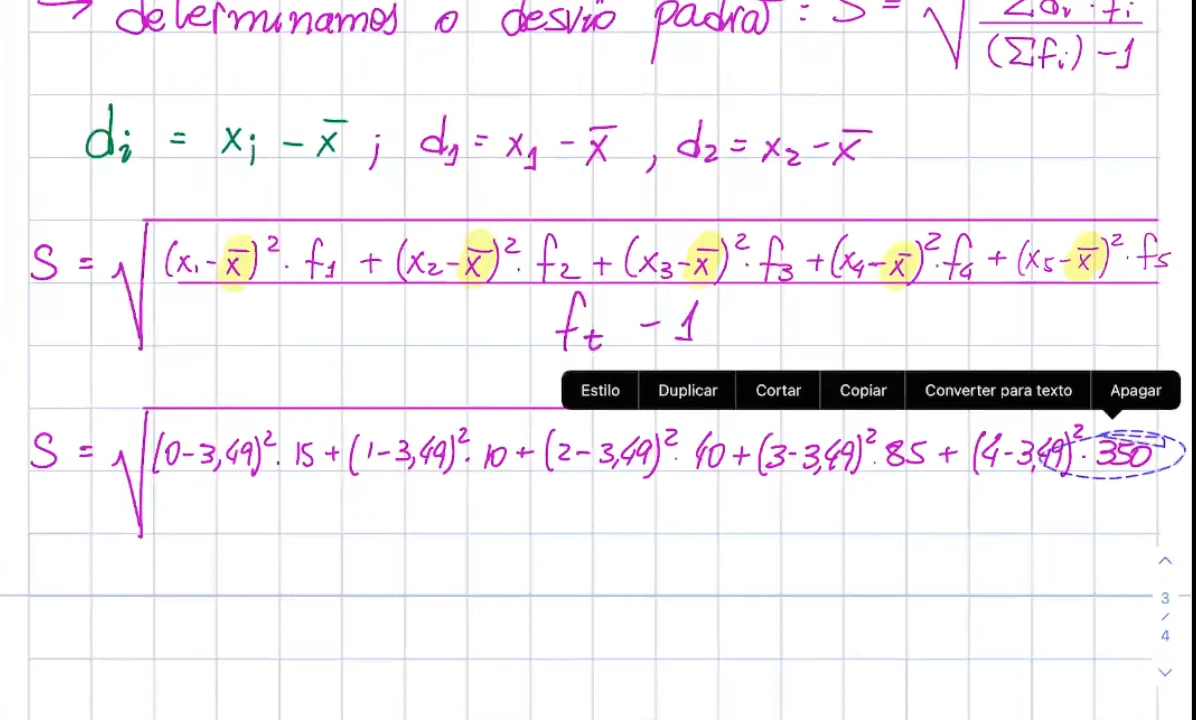 → determinamos o desvio padrão : S = √ Σdi² · fi
(Σfi) - 1
di = xi - x̄ ; d1 = x1 - x̄ , d2 = x2 - x̄
S = √ (x1 - x̄)² · f1 + (x2 - x̄)² · f2 + (x3 - x̄)² · f3 + (x4 - x̄)² · f4 + (x5 - x̄)² · f5
ft - 1
Estilo Duplicar Cortar Copiar Converter para texto Apagar
S = √ (0-3,49)² · 15 + (1-3,49)² · 10 + (2-3,49)² · 40 + (3-3,49)² · 85 + (4-3,49)² · 350
3
/
4